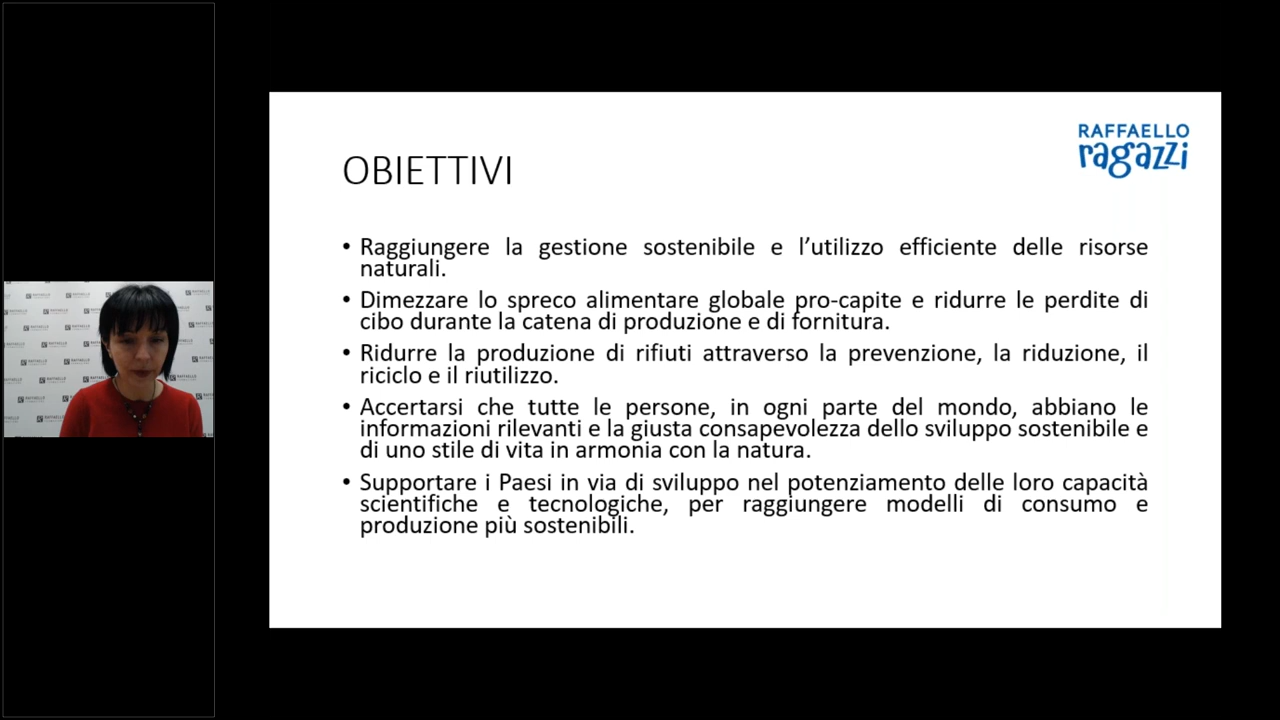 RAFFAELLO
ragazzi
OBIETTIVI
• Raggiungere la gestione sostenibile e l’utilizzo efficiente delle risorse
naturali.
• Dimezzare lo spreco alimentare globale pro-capite e ridurre le perdite di
cibo durante la catena di produzione e di fornitura.
• Ridurre la produzione di rifiuti attraverso la prevenzione, la riduzione, il
riciclo e il riutilizzo.
• Accertarsi che tutte le persone, in ogni parte del mondo, abbiano le
informazioni rilevanti e la giusta consapevolezza dello sviluppo sostenibile e
di uno stile di vita in armonia con la natura.
• Supportare i Paesi in via di sviluppo nel potenziamento delle loro capacità
scientifiche e tecnologiche, per raggiungere modelli di consumo e
produzione più sostenibili.